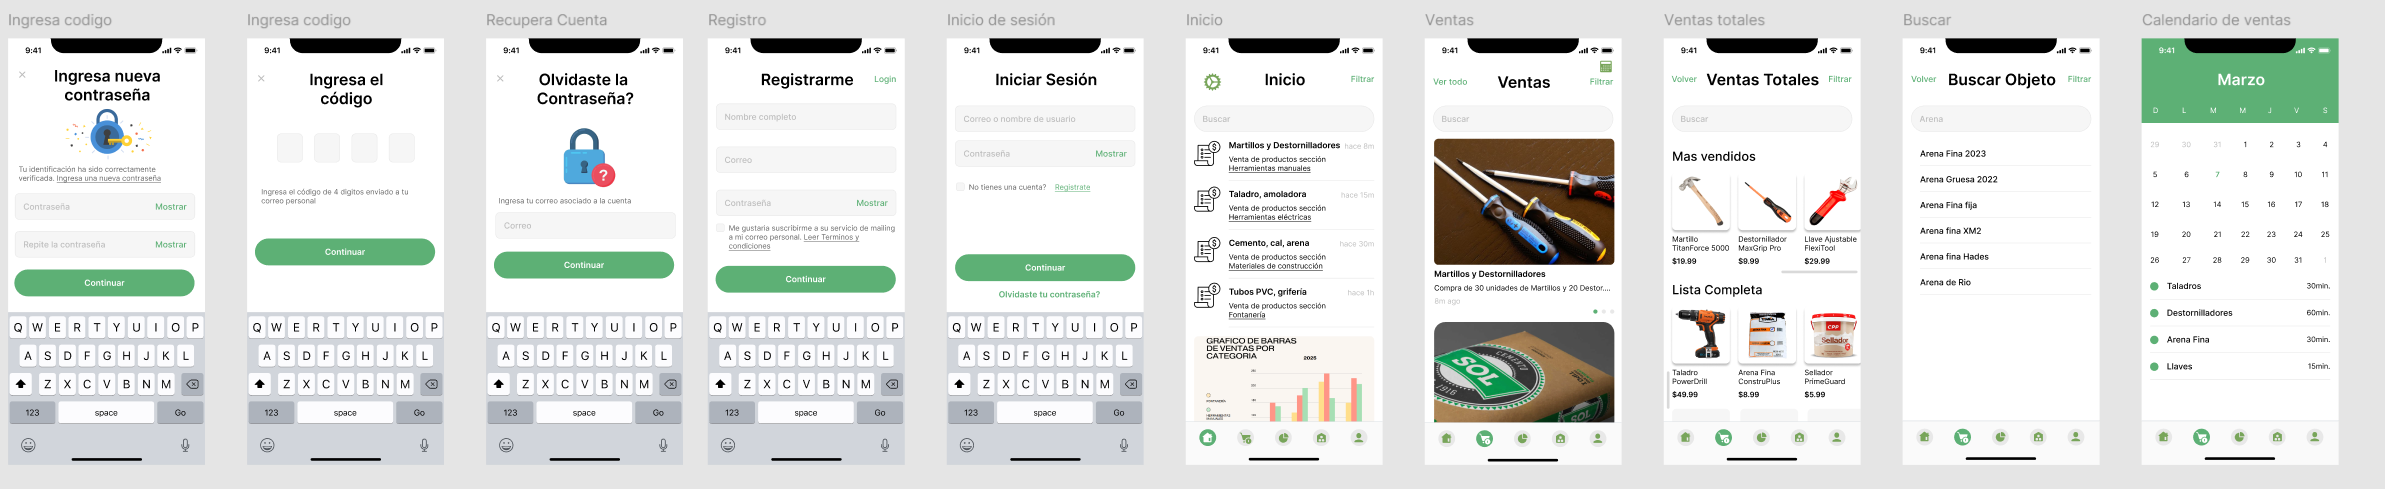 Ingresa codigo
9:41
Ingresa nueva
contraseña
Tu identificación ha sido correctamente
verificada. Ingresa una nueva contraseña
Contraseña
Mostrar
Repite la contraseña
Mostrar
Continuar
Q W E R T Y U I O P
A S D F G H J K L
Z X C V B N M
123
space
Go
Ingresa codigo
9:41
Ingresa el
código
Ingresa el código de 4 digitos enviado a tu
correo personal
Continuar
Q W E R T Y U I O P
A S D F G H J K L
Z X C V B N M
123
space
Go
Recupera Cuenta
9:41
Olvidaste la
Contraseña?
?
Ingresa tu correo asociado a la cuenta
Correo
Continuar
Q W E R T Y U I O P
A S D F G H J K L
Z X C V B N M
123
space
Go
Registro
9:41
Registrarme
Login
Nombre completo
Correo
Contraseña
Mostrar
Me gustaria suscribirme a su servicio de mailing
a mi correo personal. Leer Terminos y
condiciones
Continuar
Q W E R T Y U I O P
A S D F G H J K L
Z X C V B N M
123
space
Go
Inicio de sesión
9:41
Iniciar Sesión
Correo o nombre de usuario
Contraseña
Mostrar
No tienes una cuenta? Registrate
Continuar
Olvidaste tu contraseña?
Q W E R T Y U I O P
A S D F G H J K L
Z X C V B N M
123
space
Go
Inicio
9:41
Inicio
Filtrar
Buscar
Martillos y Destornilladores
hace 8m
Venta de productos sección
Herramientas manuales
Taladro, amoladora
hace 15m
Venta de productos sección
Herramientas eléctricas
Cemento, cal, arena
hace 30m
Venta de productos sección
Materiales de construcción
Tubos PVC, grifería
hace 1h
Venta de productos sección
Fontanería
GRAFICO DE BARRAS
DE VENTAS POR
CATEGORIA
2025
Ventas
9:41
Ver todo
Ventas
Filtrar
Buscar
Martillos y Destornilladores
Compra de 30 unidades de Martillos y 20 Destor....
8m ago
CEMENTO
SOL
1916
Ventas totales
9:41
Volver
Ventas Totales
Filtrar
Buscar
Mas vendidos
Martillo
TitanForce 5000
$19.99
Destornillador
MaxGrip Pro
$9.99
Llave Ajustable
FlexiTool
$29.99
Lista Completa
CPP
Sellador
Taladro
PowerDrill
$49.99
Arena Fina
ConstruPlus
$8.99
Sellador
PrimeGuard
$5.99
Buscar
9:41
Volver
Buscar Objeto
Filtrar
Arena
Arena Fina 2023
Arena Gruesa 2022
Arena Fina fija
Arena fina XM2
Arena fina Hades
Arena de Rio
Calendario de ventas
9:41
Marzo
D L M M J V S
29 30 31 1 2 3 4
5 6 7 8 9 10 11
12 13 14 15 16 17 18
19 20 21 22 23 24 25
26 27 28 29 30 31 1
Taladros
30min.
Destornilladores
60min.
Arena Fina
30min.
Llaves
15min.